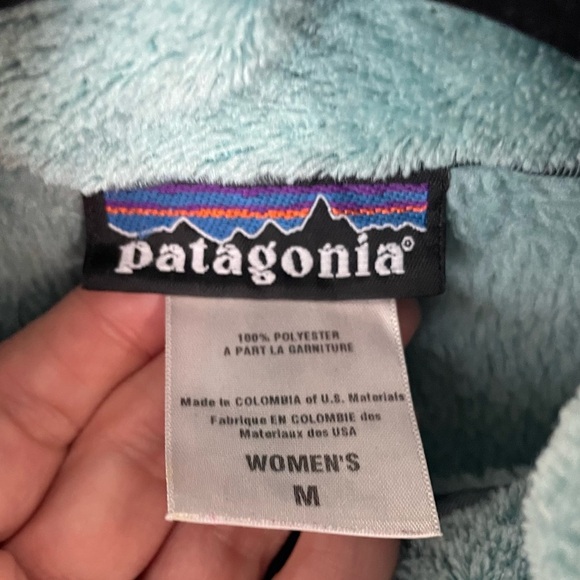 patagonia®
100% POLYESTER
A PART LA GARNITURE
Made in COLOMBIA of U.S. Materials
Fabrique EN COLOMBIE des
Materiaux des USA
WOMEN'S
M